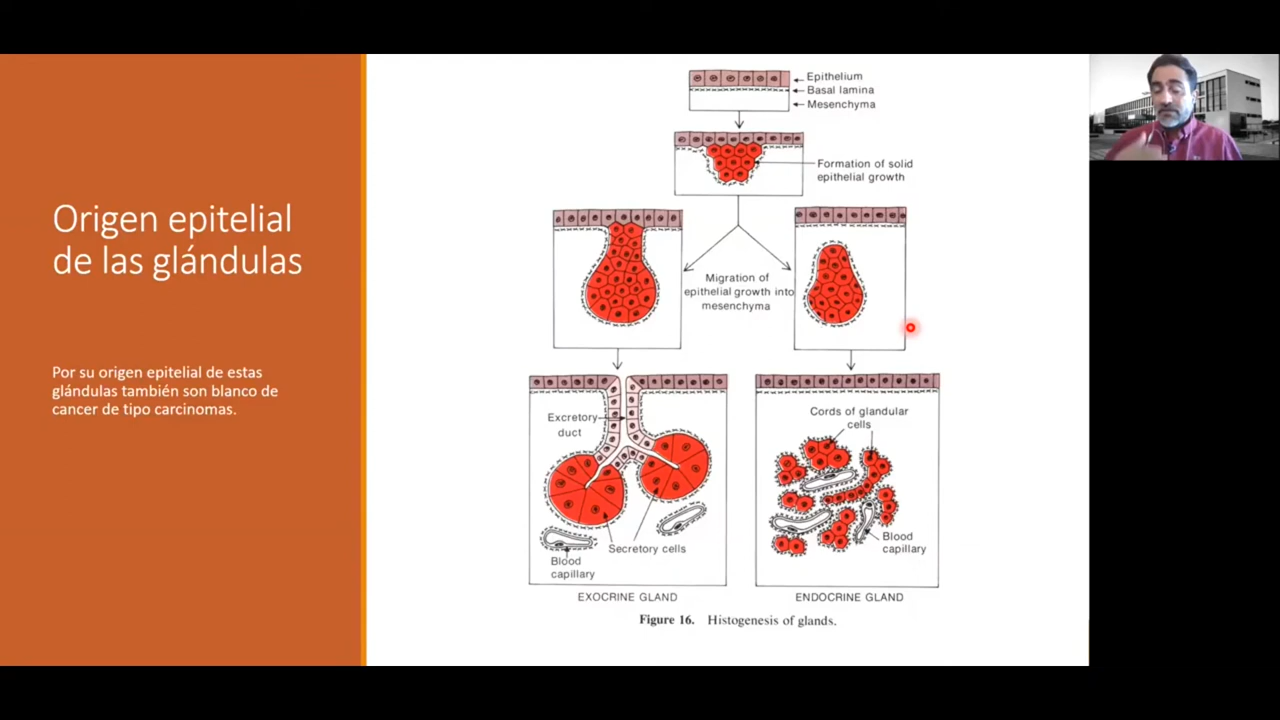 Origen epitelial
de las glándulas
Por su origen epitelial de estas
glándulas también son blanco de
cancer de tipo carcinomas.
Epithelium
Basal lamina
Mesenchyma
Formation of solid
epithelial growth
Migration of
epithelial growth into
mesenchyma
Excretory
duct
Secretory cells
Blood
capillary
EXOCRINE GLAND
Cords of glandular
cells
Blood
capillary
ENDOCRINE GLAND
Figure 16. Histogenesis of glands.